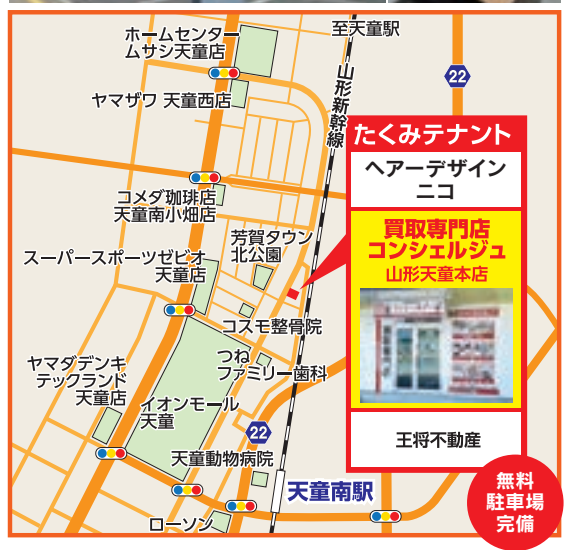 ホームセンター
ムサシ天童店
至天童駅
山形新幹線
22
ヤマザワ 天童西店
たくみテナント
ヘアーデザイン
ニコ
コメダ珈琲店
天童南小畑店
買取専門店
コンシェルジュ
山形天童本店
芳賀タウン
北公園
スーパースポーツゼビオ
天童店
コスモ整骨院
つね
ファミリー歯科
ヤマダデンキ
テックランド
天童店
イオンモール
天童
22
王将不動産
天童動物病院
天童南駅
ローソン
無料
駐車場
完備